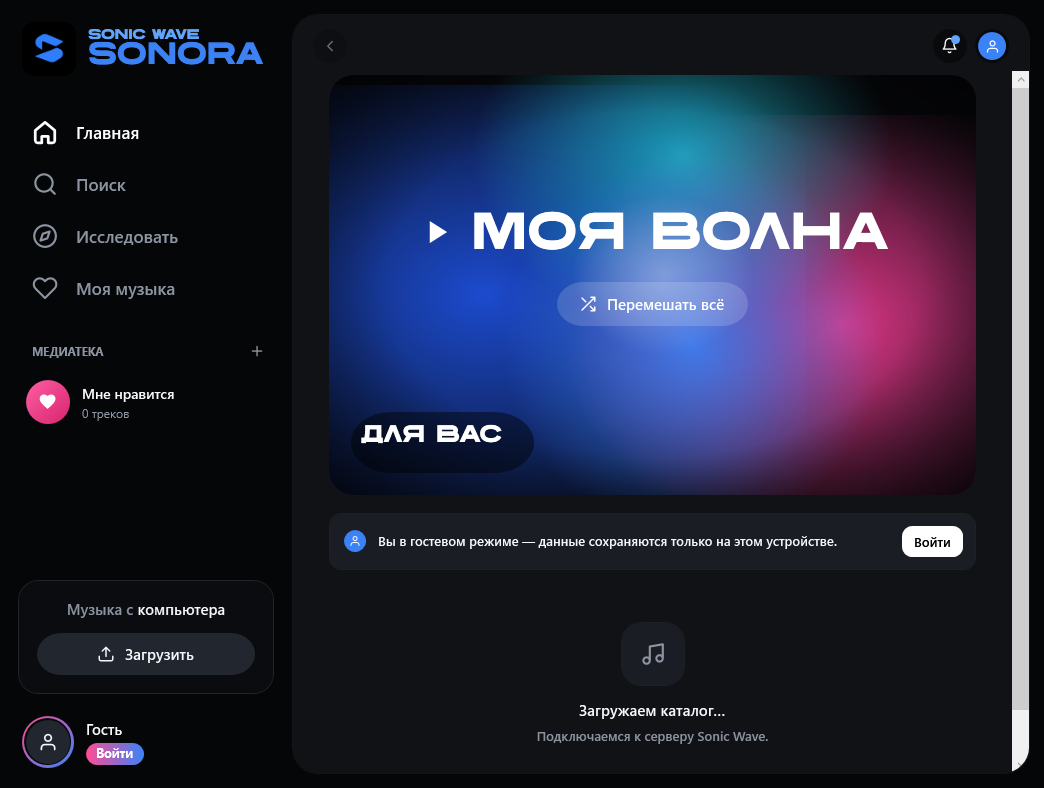 SONIC WAVE
SONORA
Главная
Поиск
Исследовать
Моя музыка
МЕДИАТЕКА
Мне нравится
0 треков
Музыка с компьютера
Загрузить
Гость
Войти
МОЯ ВОЛНА
Перемешать всё
ДЛЯ ВАС
Вы в гостевом режиме — данные сохраняются только на этом устройстве.
Войти
Загружаем каталог...
Подключаемся к серверу Sonic Wave.